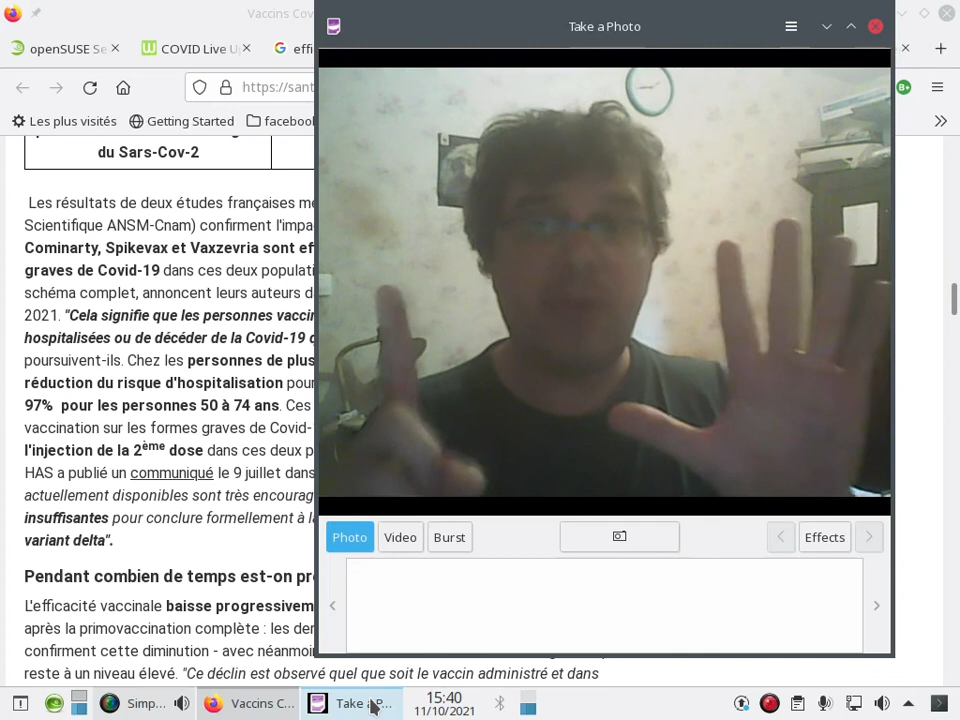 Vaccins Cov
Take a Photo
openSUSE Se
COVID Live U
effi
https://sant
Les plus visités
Getting Started
facebook
du Sars-Cov-2
Les résultats de deux études françaises me
Scientifique ANSM-Cnam) confirment l'impa
Cominarty, Spikevax et Vaxzevria sont eff
graves de Covid-19 dans ces deux populati
schéma complet, annoncent leurs auteurs d
2021. "Cela signifie que les personnes vaccin
hospitalisées ou de décéder de la Covid-19 q
poursuivent-ils. Chez les personnes de plus
réduction du risque d'hospitalisation pour
97% pour les personnes 50 à 74 ans. Ces
vaccination sur les formes graves de Covid-
l'injection de la 2ème dose dans ces deux p
HAS a publié un communiqué le 9 juillet dans
actuellement disponibles sont très encourag
insuffisantes pour conclure formellement à la
variant delta".
Pendant combien de temps est-on pro
L'efficacité vaccinale baisse progressivem
après la primovaccination complète : les der
confirment cette diminution - avec néanmoin
reste à un niveau élevé. "Ce déclin est observé quel que soit le vaccin administré et dans
Photo
Video
Burst
Effects
Simp...
Vaccins C...
Take a P...
15:40
11/10/2021
B+